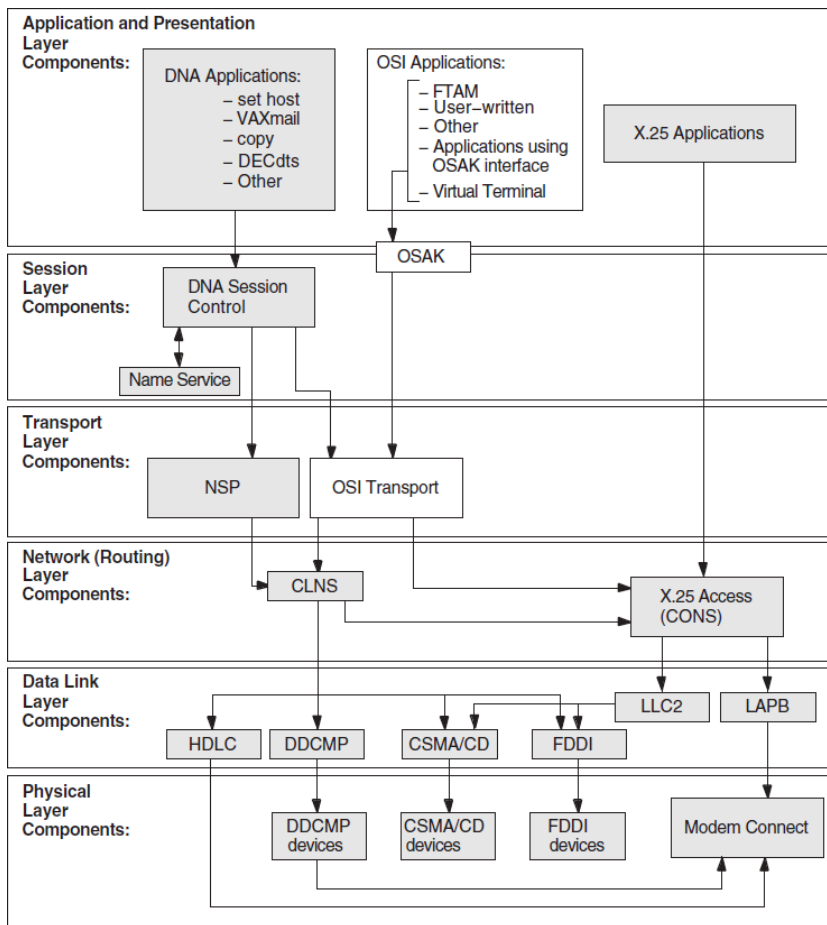 Application and Presentation
Layer
Components:
DNA Applications:
– set host
– VAXmail
– copy
– DECdts
– Other
OSI Applications:
– FTAM
– User–written
– Other
– Applications using
OSAK interface
– Virtual Terminal
X.25 Applications
OSAK
Session
Layer
Components:
DNA Session
Control
Name Service
Transport
Layer
Components:
NSP
OSI Transport
Network (Routing)
Layer
Components:
CLNS
X.25 Access
(CONS)
Data Link
Layer
Components:
LLC2
LAPB
HDLC
DDCMP
CSMA/CD
FDDI
Physical
Layer
Components:
DDCMP
devices
CSMA/CD
devices
FDDI
devices
Modem Connect